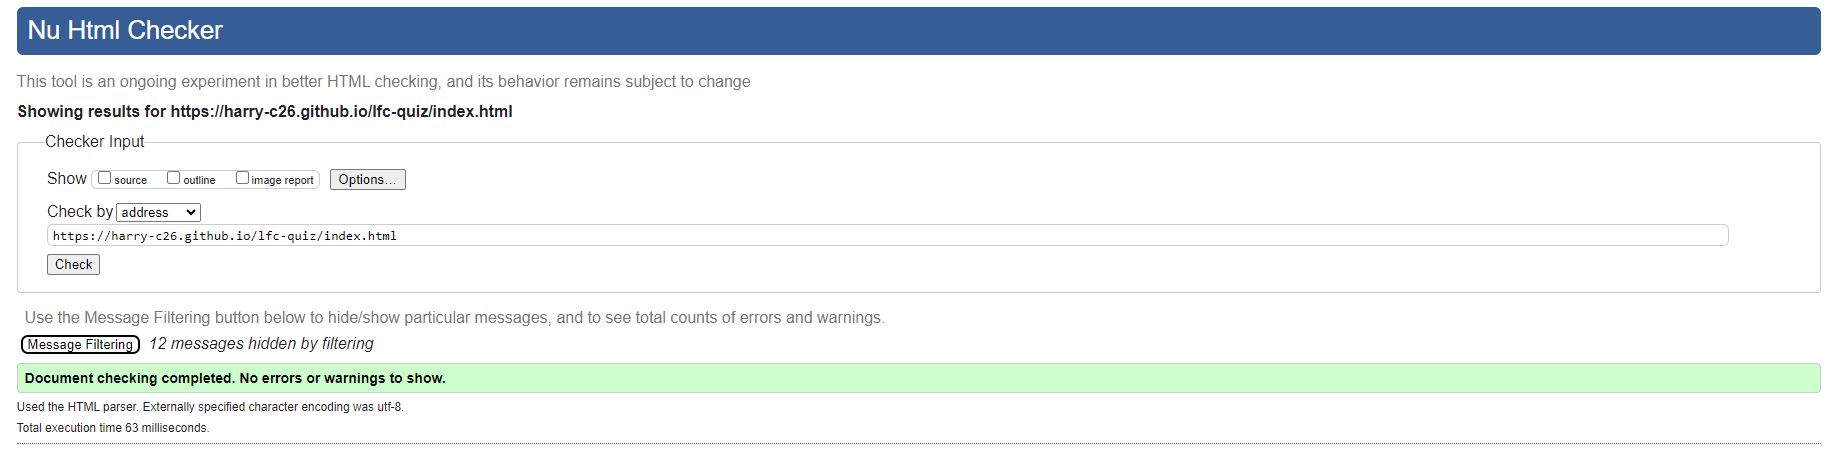 Nu Html Checker
This tool is an ongoing experiment in better HTML checking, and its behavior remains subject to change
Showing results for https://harry-c26.github.io/lfc-quiz/index.html
Checker Input
Show source outline image report Options...
Check by address
https://harry-c26.github.io/lfc-quiz/index.html
Check
Use the Message Filtering button below to hide/show particular messages, and to see total counts of errors and warnings.
Message Filtering 12 messages hidden by filtering
Document checking completed. No errors or warnings to show.
Used the HTML parser. Externally specified character encoding was utf-8.
Total execution time 63 milliseconds.